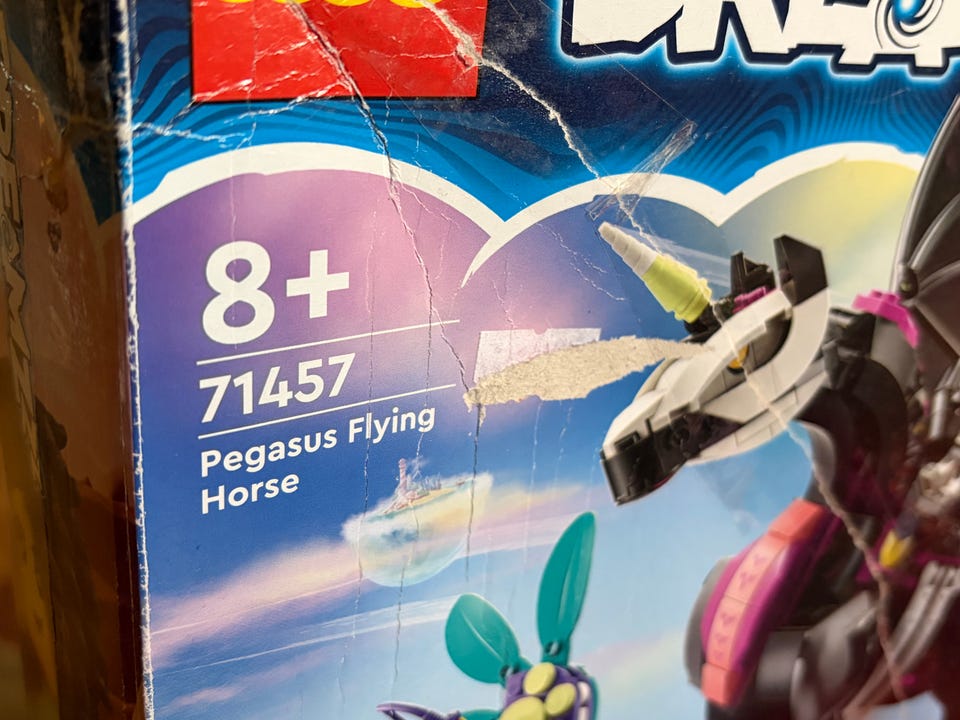 8+
71457
Pegasus Flying
Horse